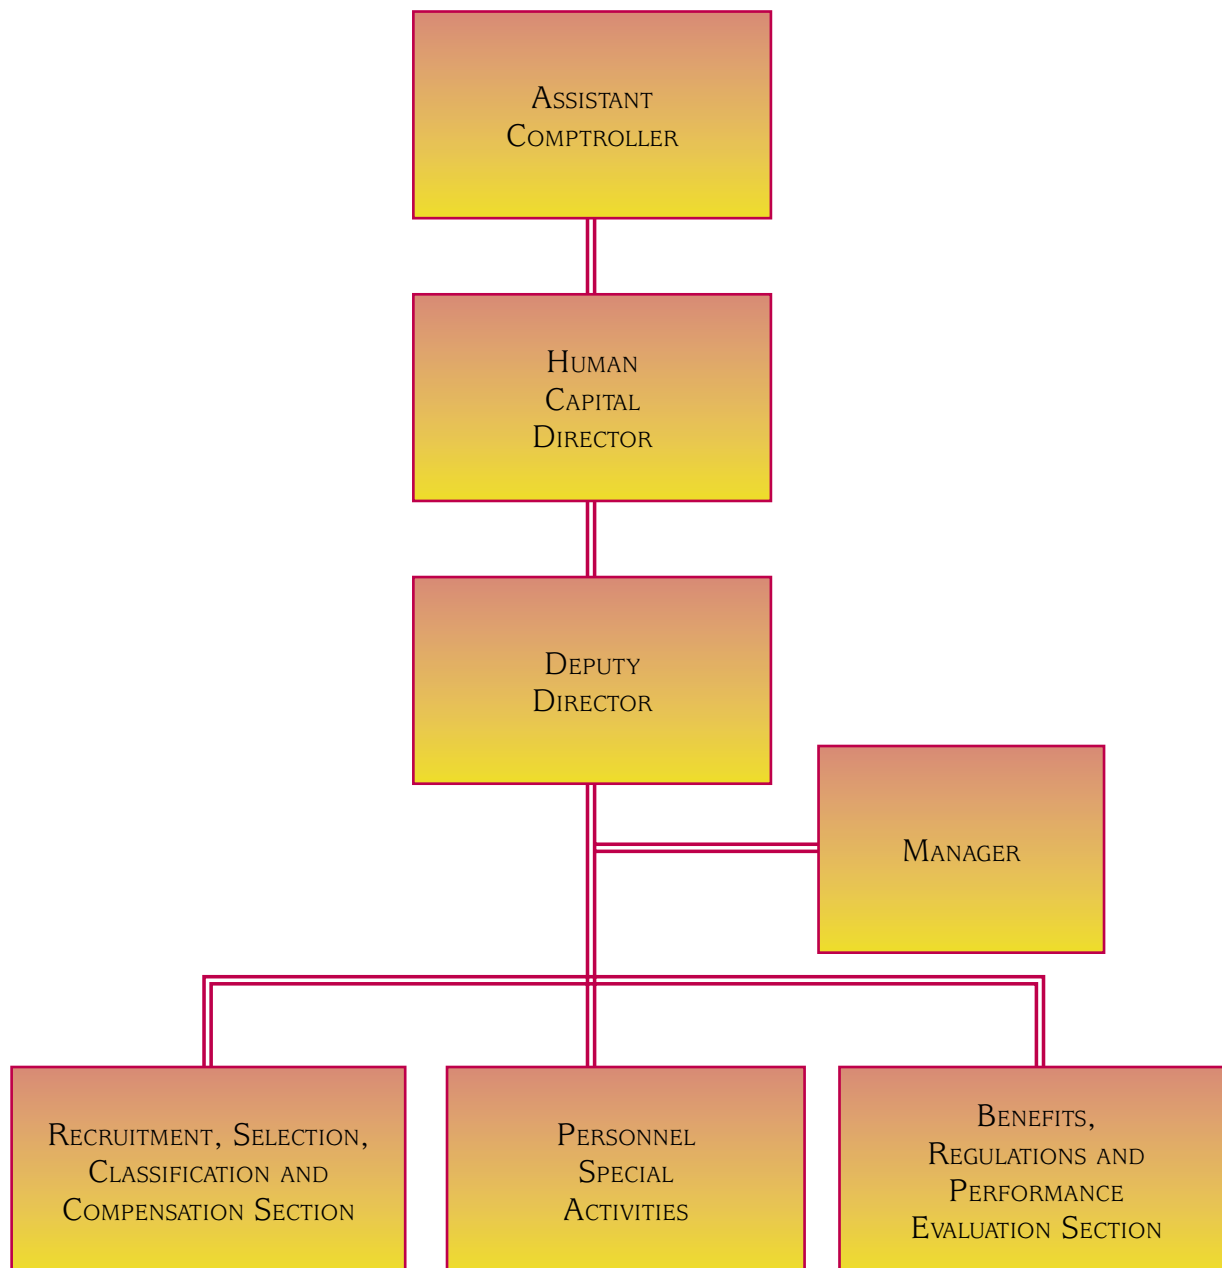 Assistant
Comptroller
Human
Capital
Director
Deputy
Director
Manager
Recruitment, Selection,
Classification and
Compensation Section
Personnel
Special
Activities
Benefits,
Regulations and
Performance
Evaluation Section